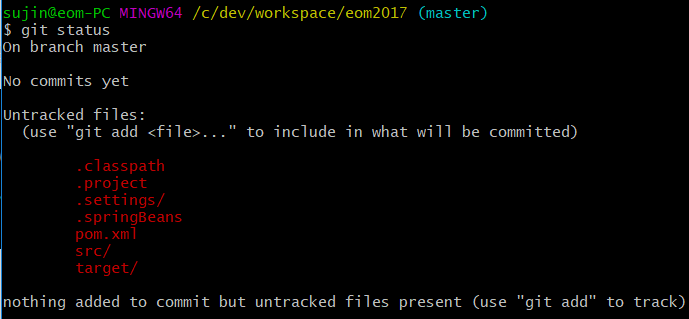 sujin@eom-PC MINGW64 /c/dev/workspace/eom2017 (master)
$ git status
On branch master
No commits yet
Untracked files:
(use "git add <file>..." to include in what will be committed)
.classpath
.project
.settings/
.springBeans
pom.xml
src/
target/
nothing added to commit but untracked files present (use "git add" to track)